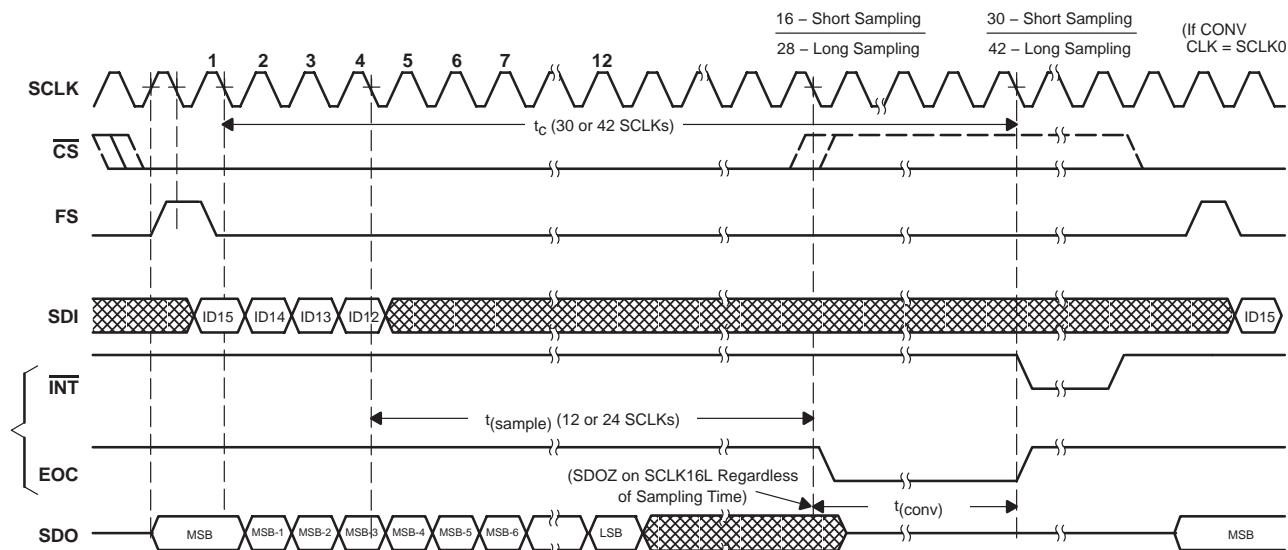 16 – Short Sampling
28 – Long Sampling
30 – Short Sampling
42 – Long Sampling
(If CONV
CLK = SCLK0
1 2 3 4 5 6 7 12
SCLK
tc (30 or 42 SCLKs)
CS
FS
SDI
ID15 ID14 ID13 ID12 ID15
INT
t(sample) (12 or 24 SCLKs)
EOC
(SDOZ on SCLK16L Regardless
of Sampling Time)
t(conv)
SDO
MSB MSB-1 MSB-2 MSB-3 MSB-4 MSB-5 MSB-6 LSB MSB